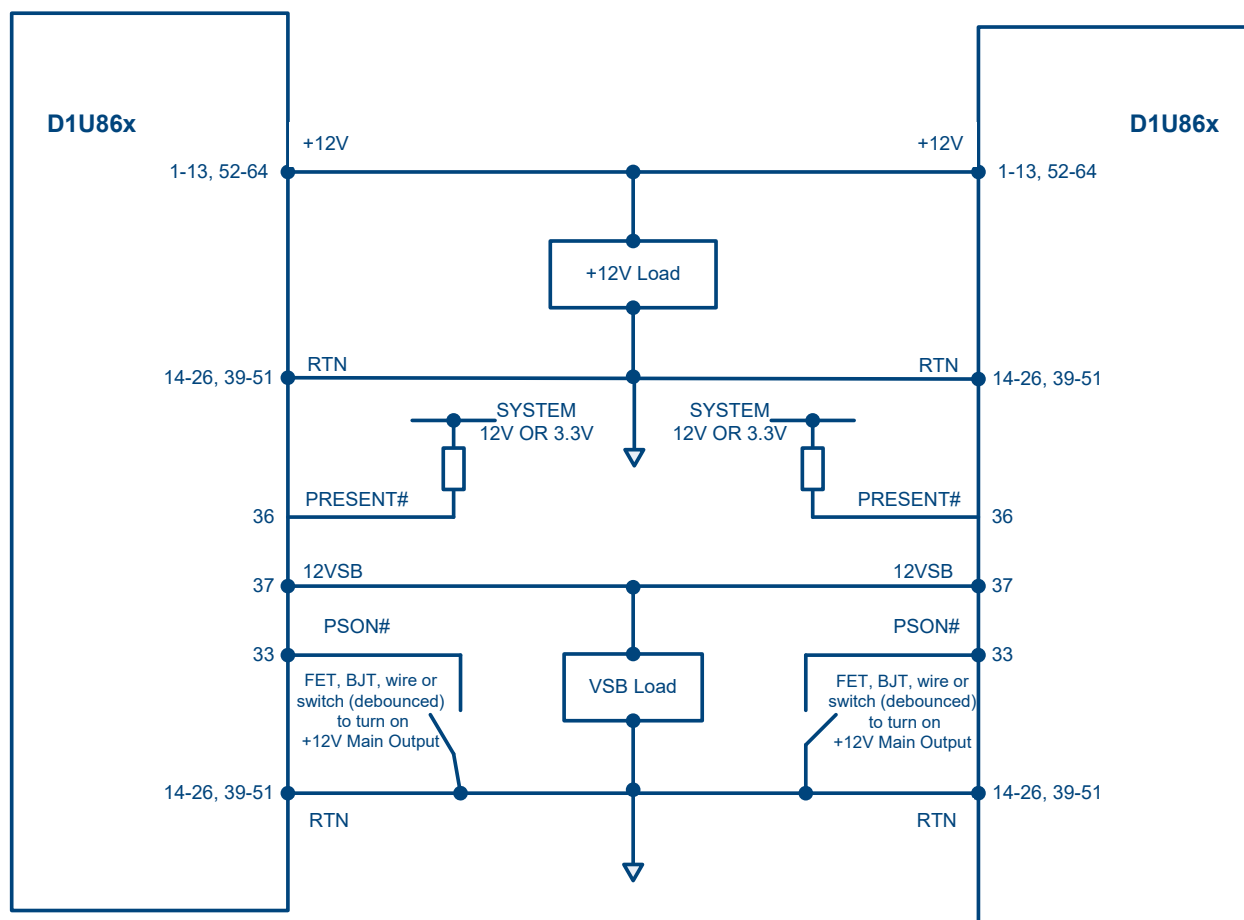 D1U86x
D1U86x
+12V
+12V
1-13, 52-64
1-13, 52-64
+12V Load
RTN
RTN
14-26, 39-51
14-26, 39-51
SYSTEM
12V OR 3.3V
SYSTEM
12V OR 3.3V
PRESENT#
PRESENT#
36
36
12VSB
12VSB
37
37
PSON#
PSON#
33
33
FET, BJT, wire or
switch (debounced)
to turn on
+12V Main Output
VSB Load
FET, BJT, wire or
switch (debounced)
to turn on
+12V Main Output
14-26, 39-51
14-26, 39-51
RTN
RTN